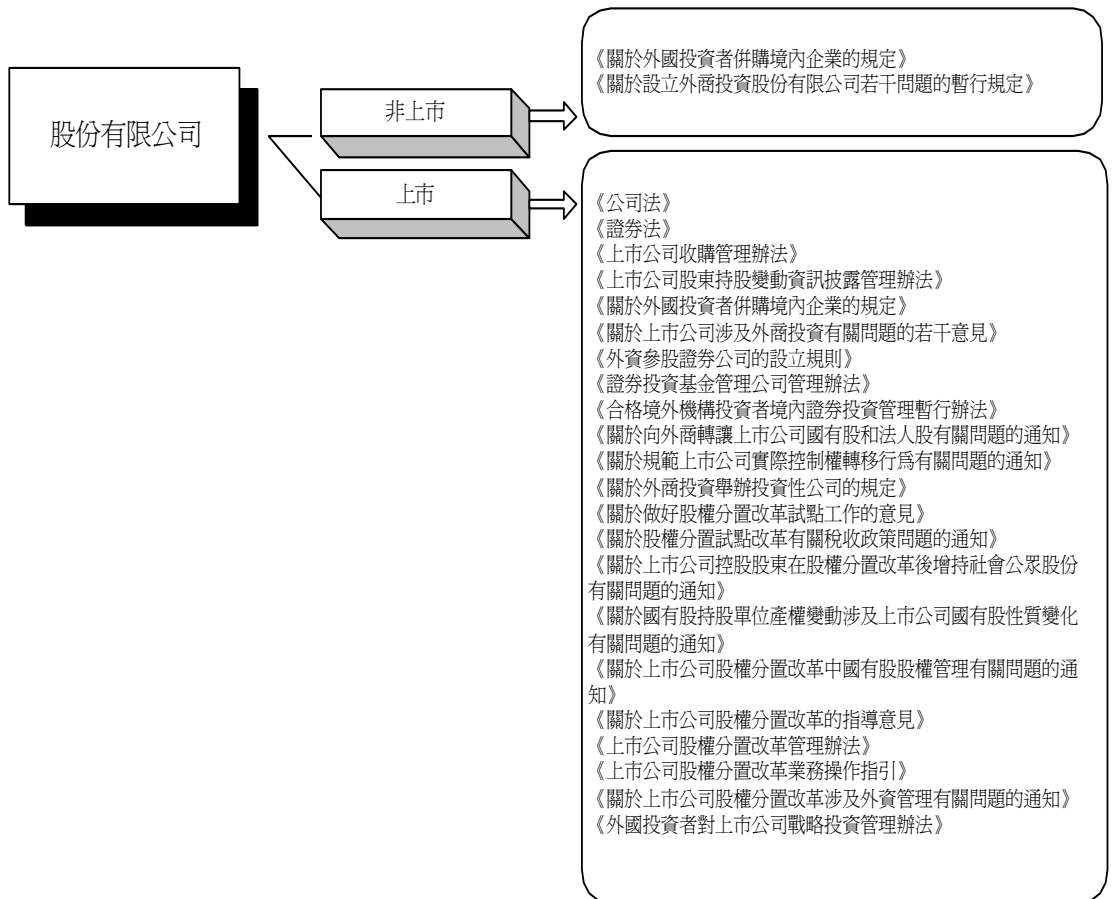 股份有限公司
非上市
《關於外國投資者併購境內企業的規定》
《關於設立外商投資股份有限公司若干問題的暫行規定》
上市
《公司法》
《證券法》
《上市公司收購管理辦法》
《上市公司股東持股變動資訊披露管理辦法》
《關於外國投資者併購境內企業的規定》
《關於上市公司涉及外商投資有關問題的若干意見》
《外資參股證券公司的設立規則》
《證券投資基金管理公司管理辦法》
《合格境外機構投資者境內證券投資管理暫行辦法》
《關於向外商轉讓上市公司國有股和法人股有關問題的通知》
《關於規範上市公司實際控制權轉移行爲有關問題的通知》
《關於外商投資舉辦投資性公司的規定》
《關於做好股權分置改革試點工作的意見》
《關於股權分置試點改革有關稅收政策問題的通知》
《關於上市公司控股股東在股權分置改革後增持社會公眾股份
有關問題的通知》
《關於國有股持股單位產權變動涉及上市公司國有股性質變化
有關問題的通知》
《關於上市公司股權分置改革中國有股股權管理有關問題的通
知》
《關於上市公司股權分置改革的指導意見》
《上市公司股權分置改革管理辦法》
《上市公司股權分置改革業務操作指引》
《關於上市公司股權分置改革涉及外資管理有關問題的通知》
《外國投資者對上市公司戰略投資管理辦法》